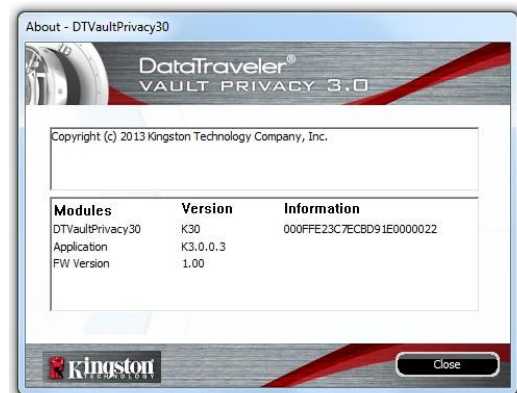 About - DTVaultPrivacy30
DataTraveler®
VAULT PRIVACY 3.0
Copyright (c) 2013 Kingston Technology Company, Inc.
Modules Version Information
DTVaultPrivacy30 K30 000FFE23C7ECBD91E0000022
Application K3.0.0.3
FW Version 1.00
Kingston
TECHNOLOGY
Close